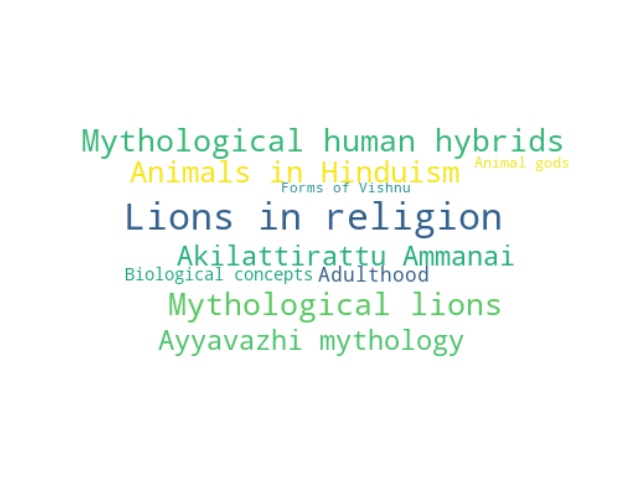 Mythological human hybrids
Animals in Hinduism
Animal gods
Forms of Vishnu
Lions in religion
Akilattirattu Ammanai
Biological concepts
Adulthood
Mythological lions
Ayyavazhi mythology